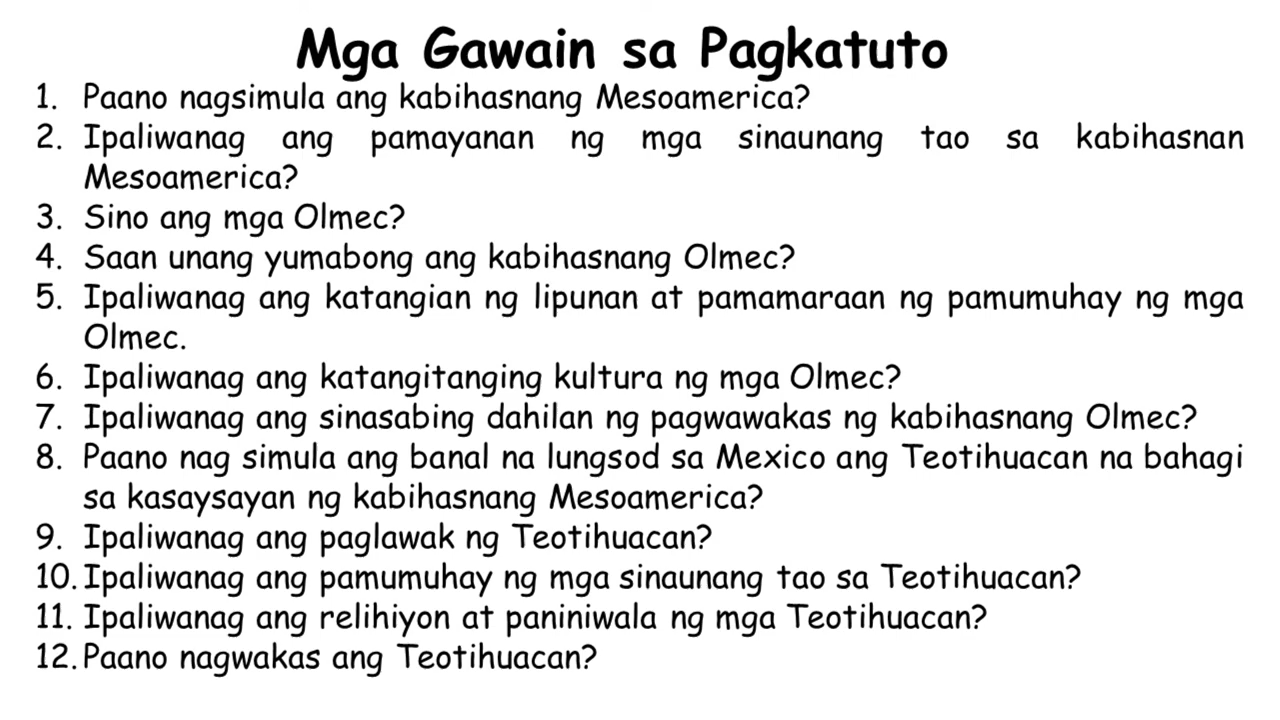 Mga Gawain sa Pagkatuto
1. Paano nagsimula ang kabihasnang Mesoamerica?
2. Ipaliwanag ang pamayanan ng mga sinaunang tao sa kabihasnan
Mesoamerica?
3. Sino ang mga Olmec?
4. Saan unang yumabong ang kabihasnang Olmec?
5. Ipaliwanag ang katangian ng lipunan at pamamaraan ng pamumuhay ng mga
Olmec.
6. Ipaliwanag ang katangitanging kultura ng mga Olmec?
7. Ipaliwanag ang sinasabing dahilan ng pagwawakas ng kabihasnang Olmec?
8. Paano nag simula ang banal na lungsod sa Mexico ang Teotihuacan na bahagi
sa kasaysayan ng kabihasnang Mesoamerica?
9. Ipaliwanag ang paglawak ng Teotihuacan?
10. Ipaliwanag ang pamumuhay ng mga sinaunang tao sa Teotihuacan?
11. Ipaliwanag ang relihiyon at paniniwala ng mga Teotihuacan?
12. Paano nagwakas ang Teotihuacan?